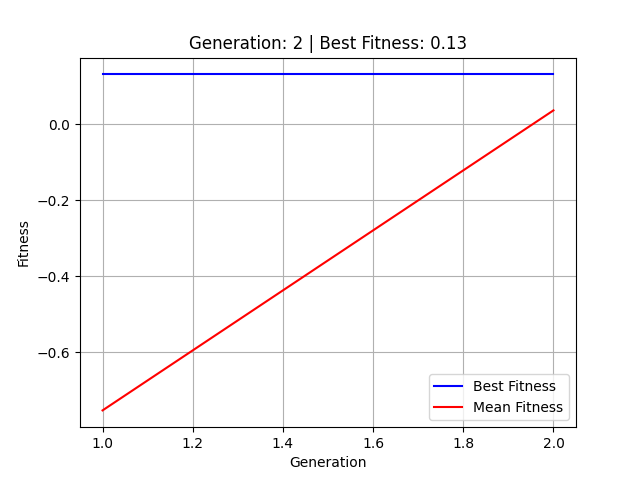 Generation: 2 | Best Fitness: 0.13
Fitness
0.0
−0.2
−0.4
−0.6
Best Fitness
Mean Fitness
1.0 1.2 1.4 1.6 1.8 2.0
Generation